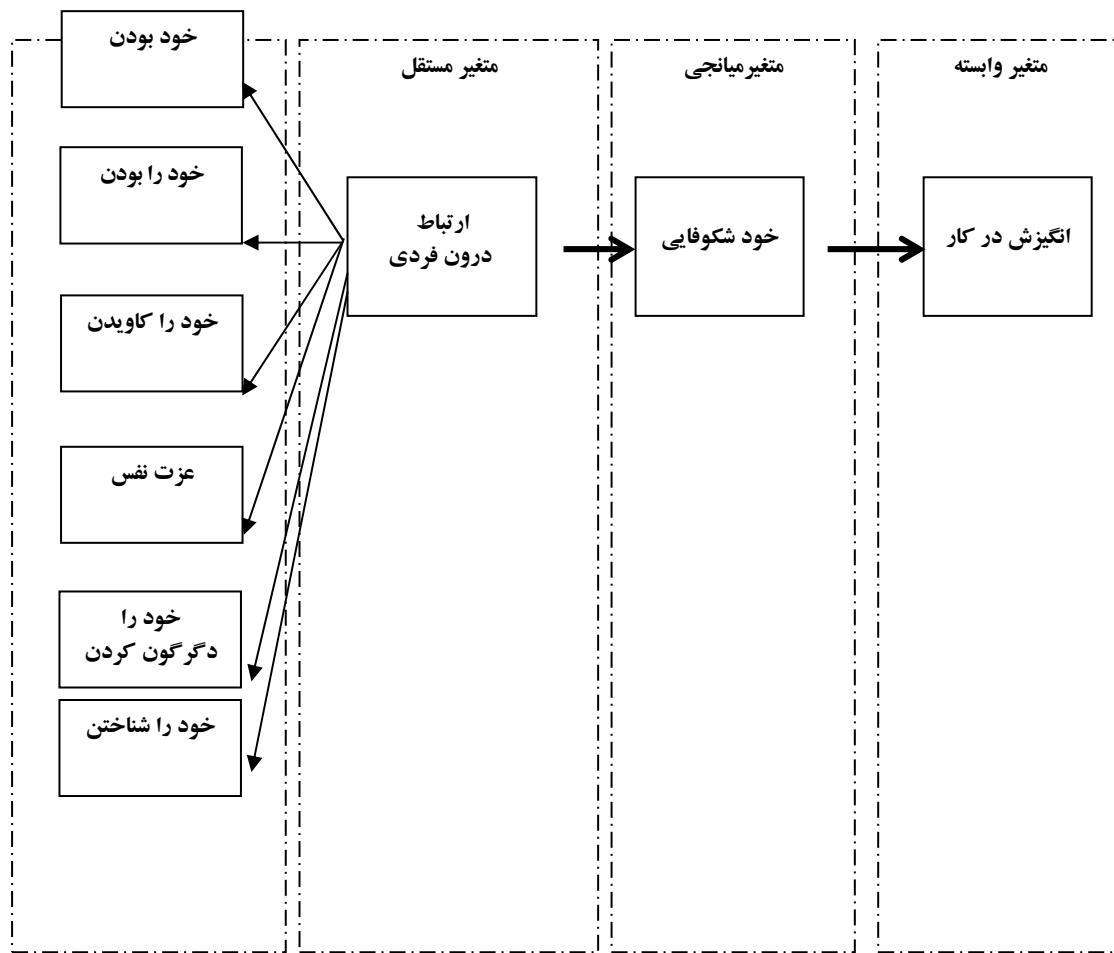 خود بودن
خود را بودن
خود را کاویدن
عزت نفس
خود را
دگرگون کردن
خود را شناختن
متغیر مستقل
ارتباط
درون فردی
متغیرمیانجی
خود شکوفایی
متغیر وابسته
انگیزش در کار